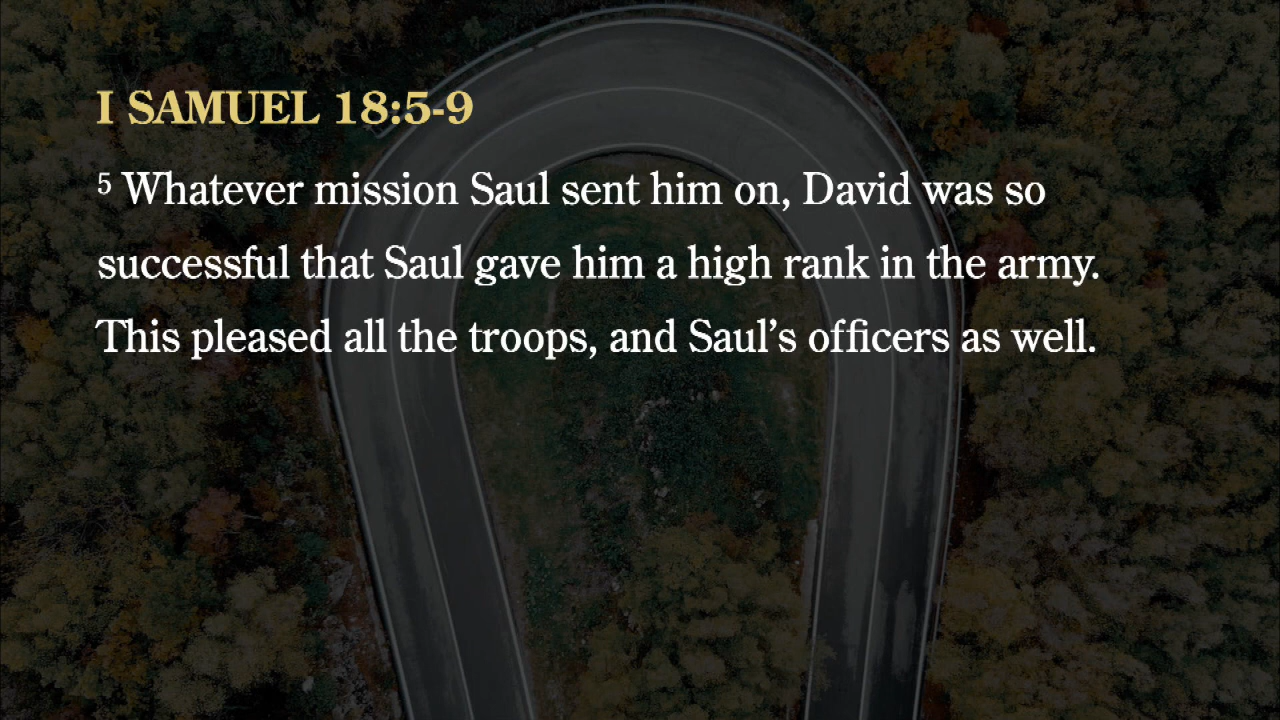 I SAMUEL 18:5-9
5 Whatever mission Saul sent him on, David was so
successful that Saul gave him a high rank in the army.
This pleased all the troops, and Saul’s officers as well.